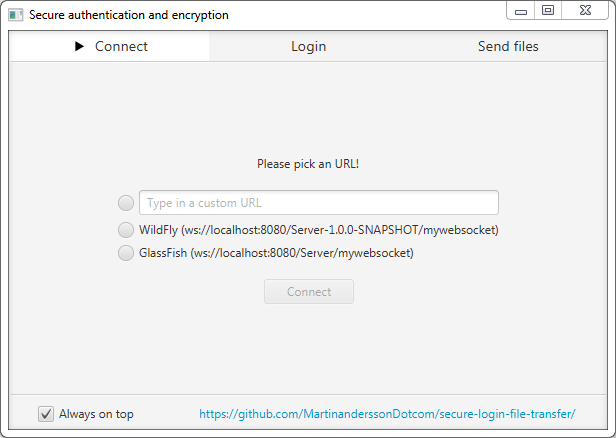 Secure authentication and encryption
Connect Login Send files
Please pick an URL!
Type in a custom URL
WildFly (ws://localhost:8080/Server-1.0.0-SNAPSHOT/mywebsocket)
GlassFish (ws://localhost:8080/Server/mywebsocket)
Connect
Always on top https://github.com/MartinanderssonDotcom/secure-login-file-transfer/